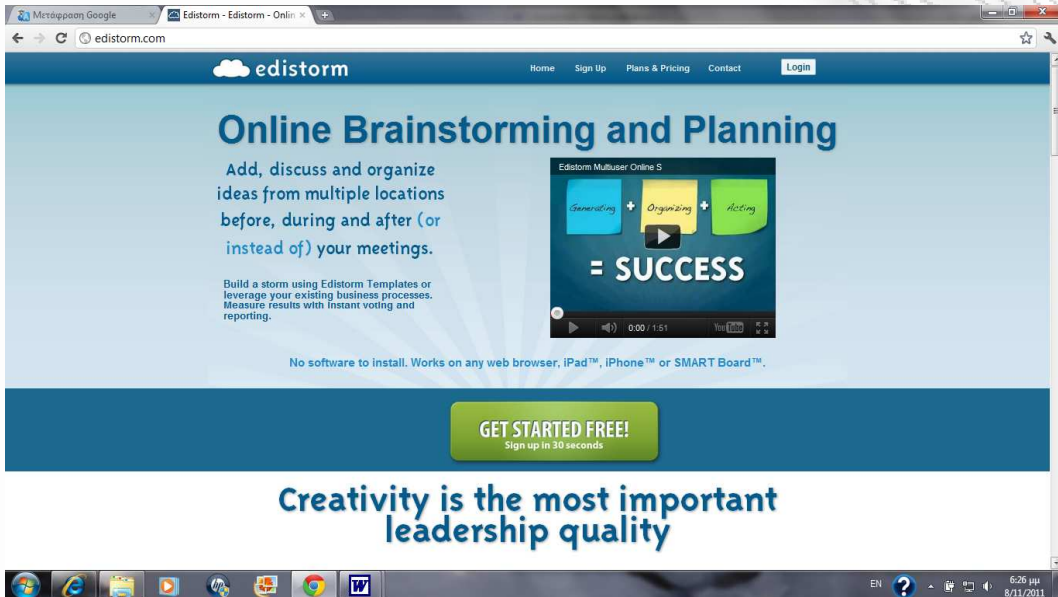 Μετάφραση Google
Edistorm - Edistorm - Onlin
edistorm.com
edistorm
Home Sign Up Plans & Pricing Contact Login
Online Brainstorming and Planning
Add, discuss and organize
ideas from multiple locations
before, during and after (or
instead of) your meetings.
Build a storm using Edistorm Templates or
leverage your existing business processes.
Measure results with instant voting and
reporting.
Edistorm Multiuser Online S
Generating + Organizing + Acting
= SUCCESS
0:00 / 1:51 YouTube
No software to install. Works on any web browser, iPad™, iPhone™ or SMART Board™.
GET STARTED FREE!
Sign up in 30 seconds
Creativity is the most important
leadership quality
hp
W
EN
6:26 μμ
8/11/2011